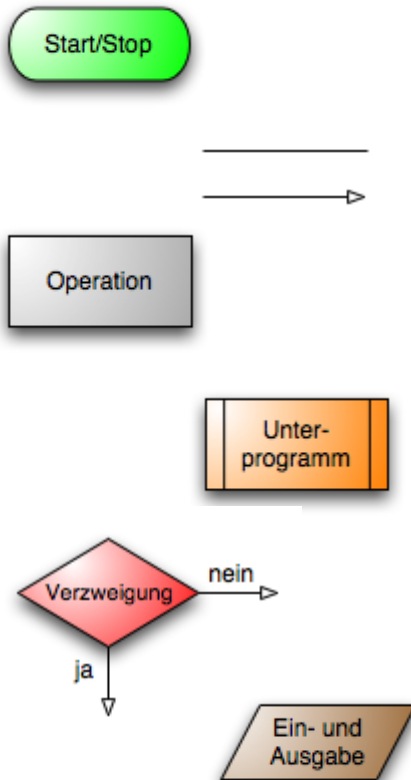 Start/Stop
Operation
Unter-
programm
Verzweigung
nein
ja
Ein- und
Ausgabe